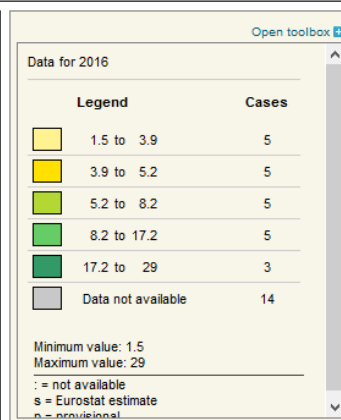 Open toolbox
Data for 2016
Legend Cases
1.5 to 3.9 5
3.9 to 5.2 5
5.2 to 8.2 5
8.2 to 17.2 5
17.2 to 29 3
Data not available 14
Minimum value: 1.5
Maximum value: 29
: = not available
s = Eurostat estimate
p = provisional